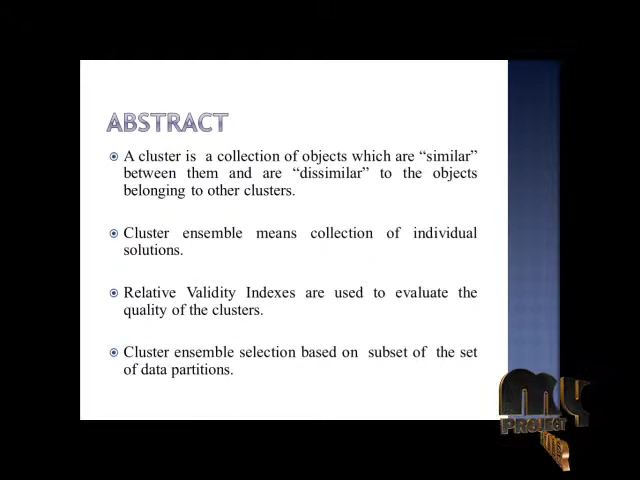 ABSTRACT
A cluster is a collection of objects which are “similar”
between them and are “dissimilar” to the objects
belonging to other clusters.
Cluster ensemble means collection of individual
solutions.
Relative Validity Indexes are used to evaluate the
quality of the clusters.
Cluster ensemble selection based on subset of the set
of data partitions.
my
PROJECT